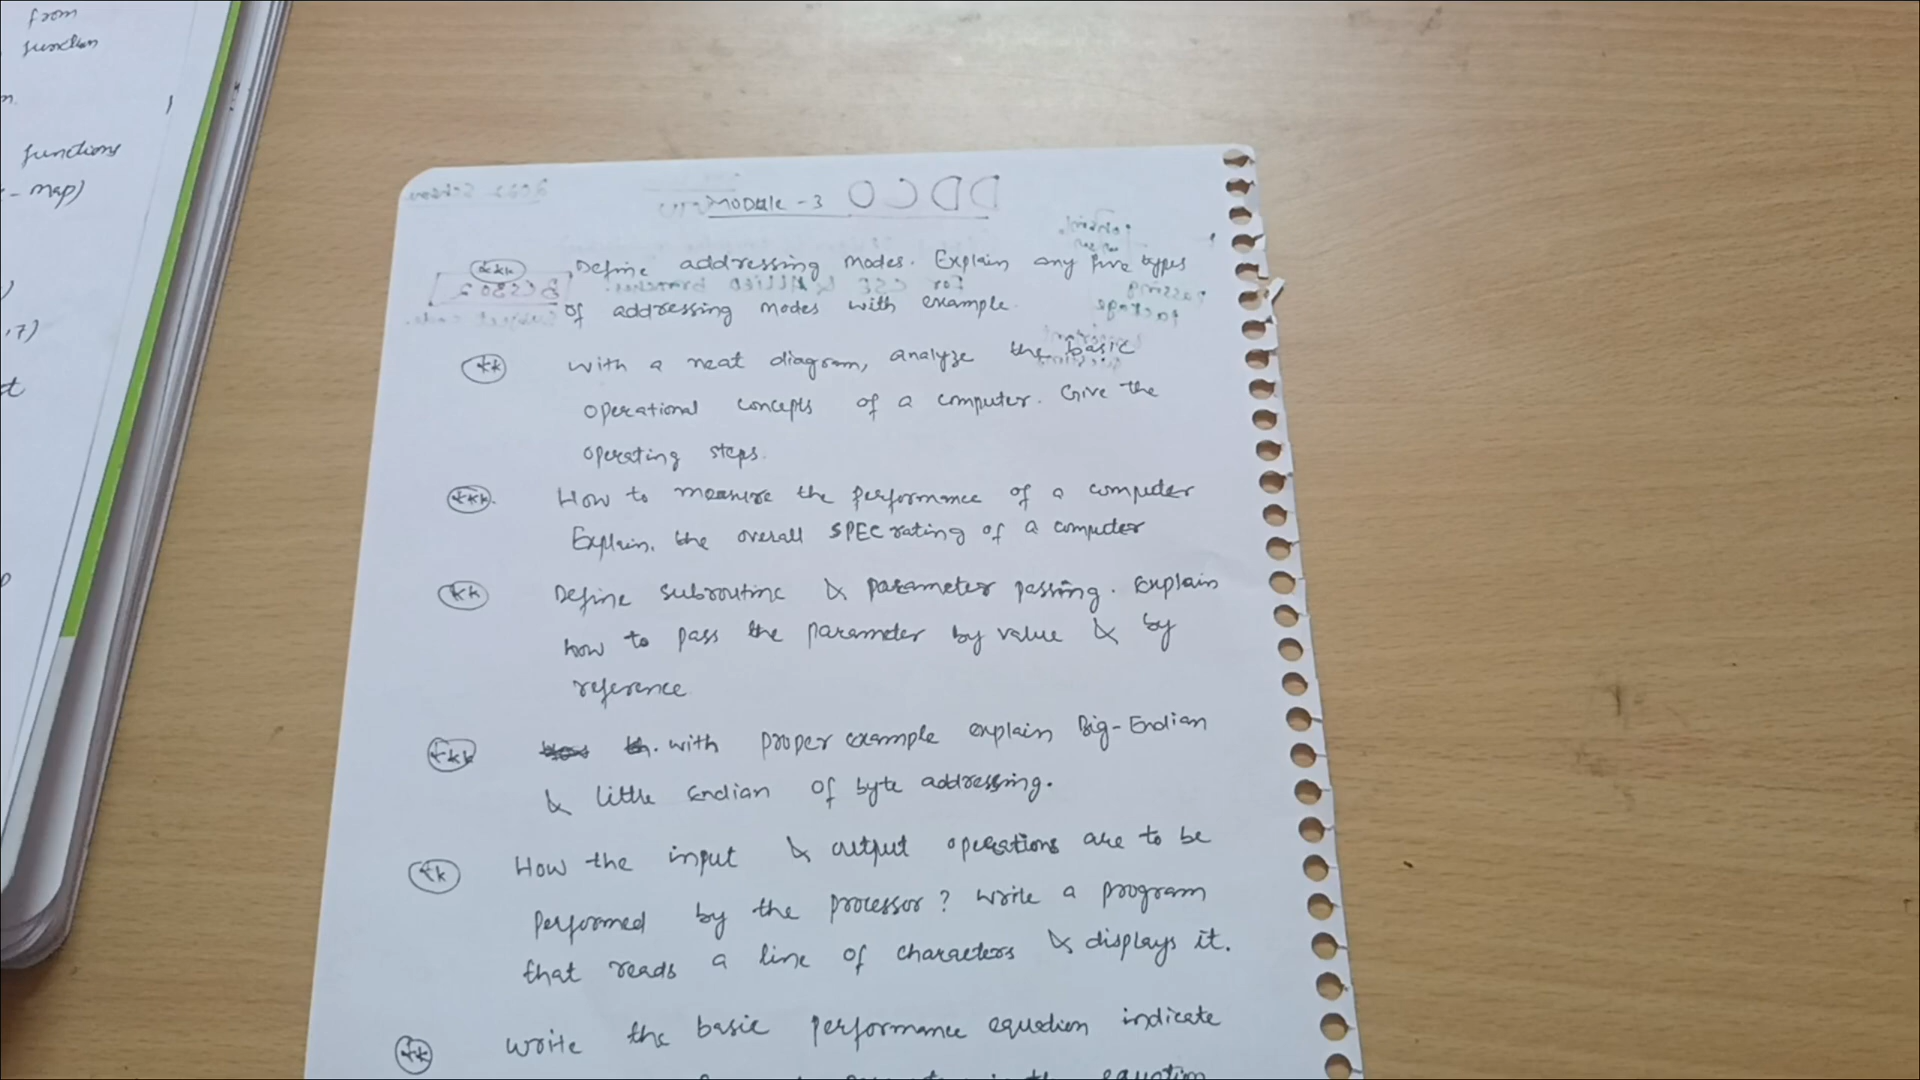 from
function
functions
- map)
,7)
Module - 3
*** Define addressing modes. Explain any five types
of addressing modes with example.
** With a neat diagram, analyze the basic
operational concepts of a computer. Give the
operating steps.
*** How to measure the performance of a computer
Explain. the overall SPEC rating of a computer
** Define subroutine & parameter passing. Explain
how to pass the parameter by value & by
reference
*** with proper example explain Big-Endian
& little Endian of byte addressing.
** How the input & output operations are to be
performed by the processor? Write a program
that reads a line of characters & displays it.
** Write the basic performance equation indicate
in the equation